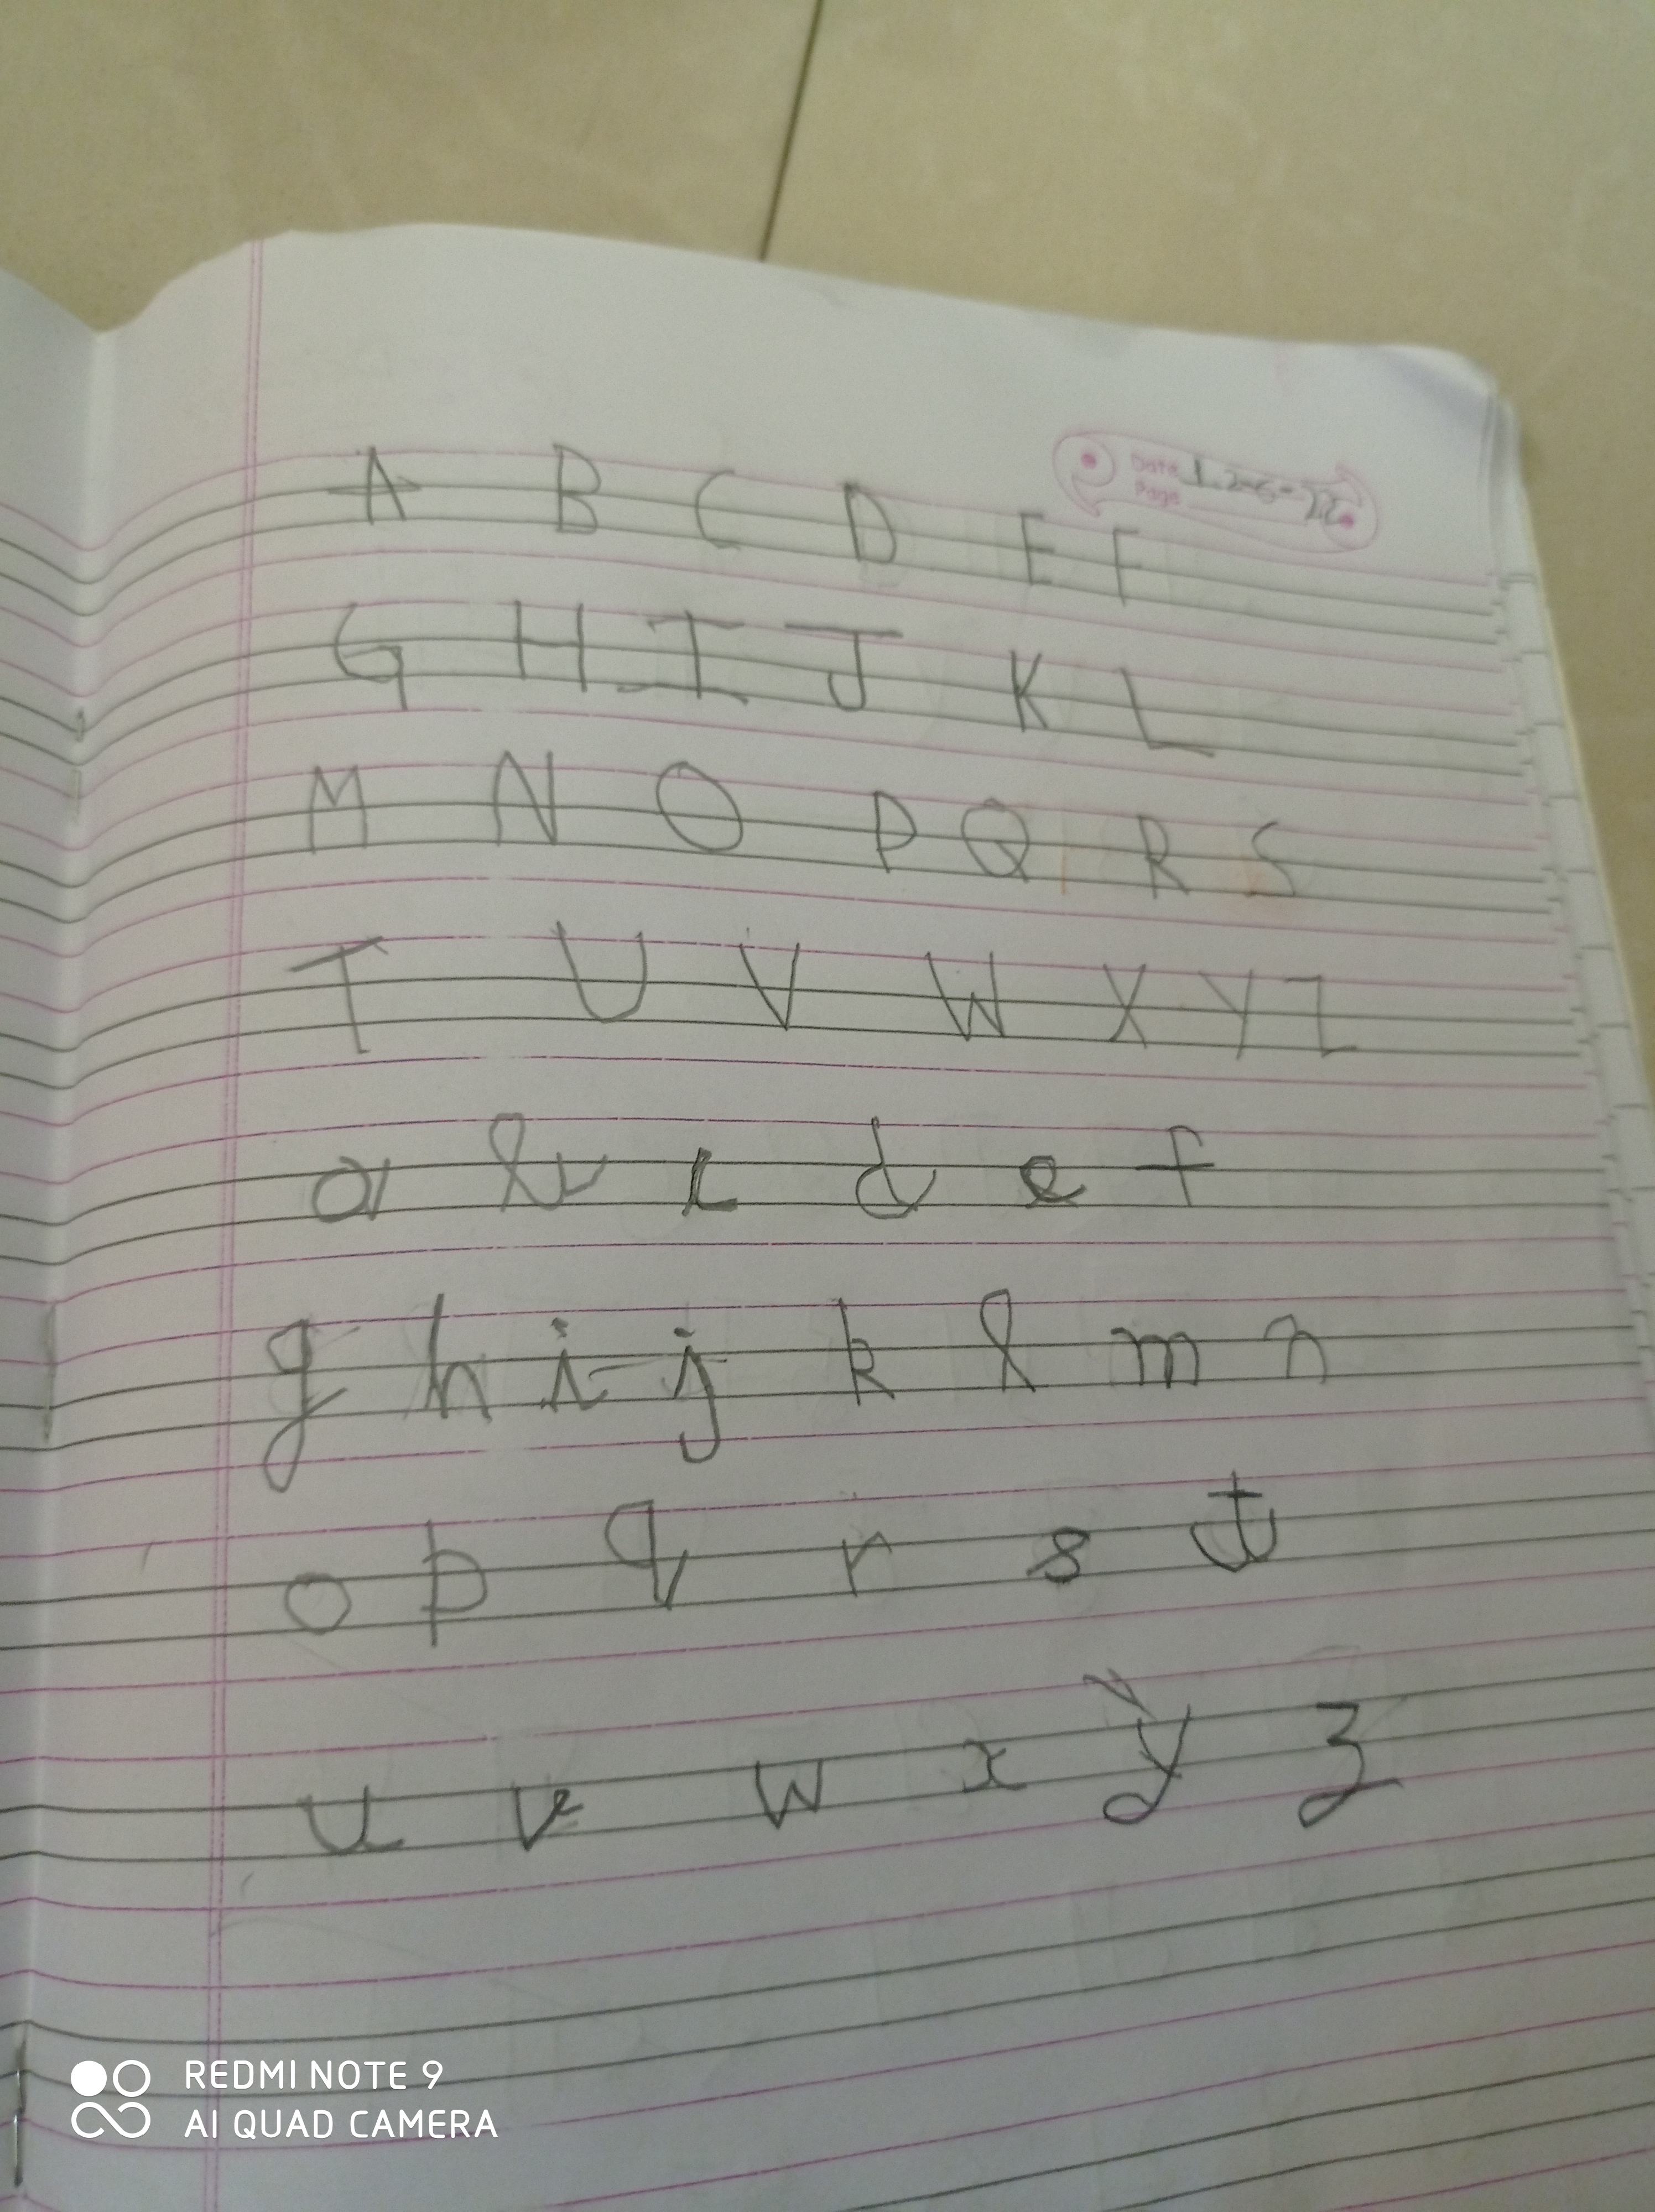 Date 1.2-6-22
Page
A B C D E F
G H I J K L
M N O P Q R S
T U V W X Y Z
a b c d e f
g h i j k l m n
o p q r s t
u v w x y z
REDMI NOTE 9
AI QUAD CAMERA